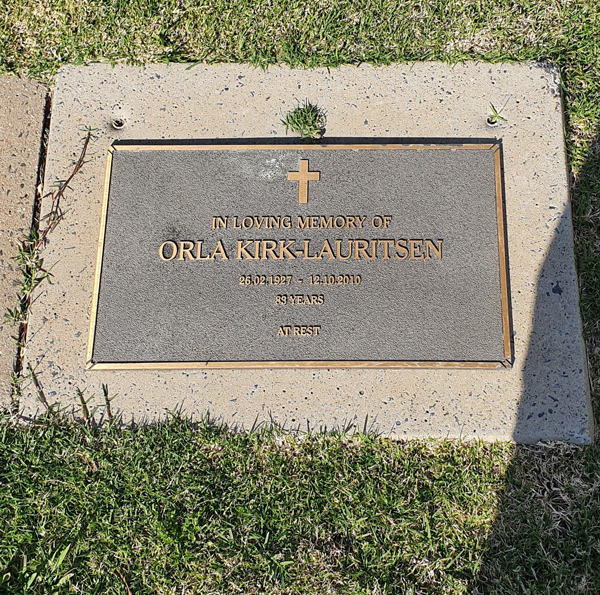 IN LOVING MEMORY OF
ORLA KIRK-LAURITSEN
26.02.1927 - 12.10.2010
83 YEARS
AT REST